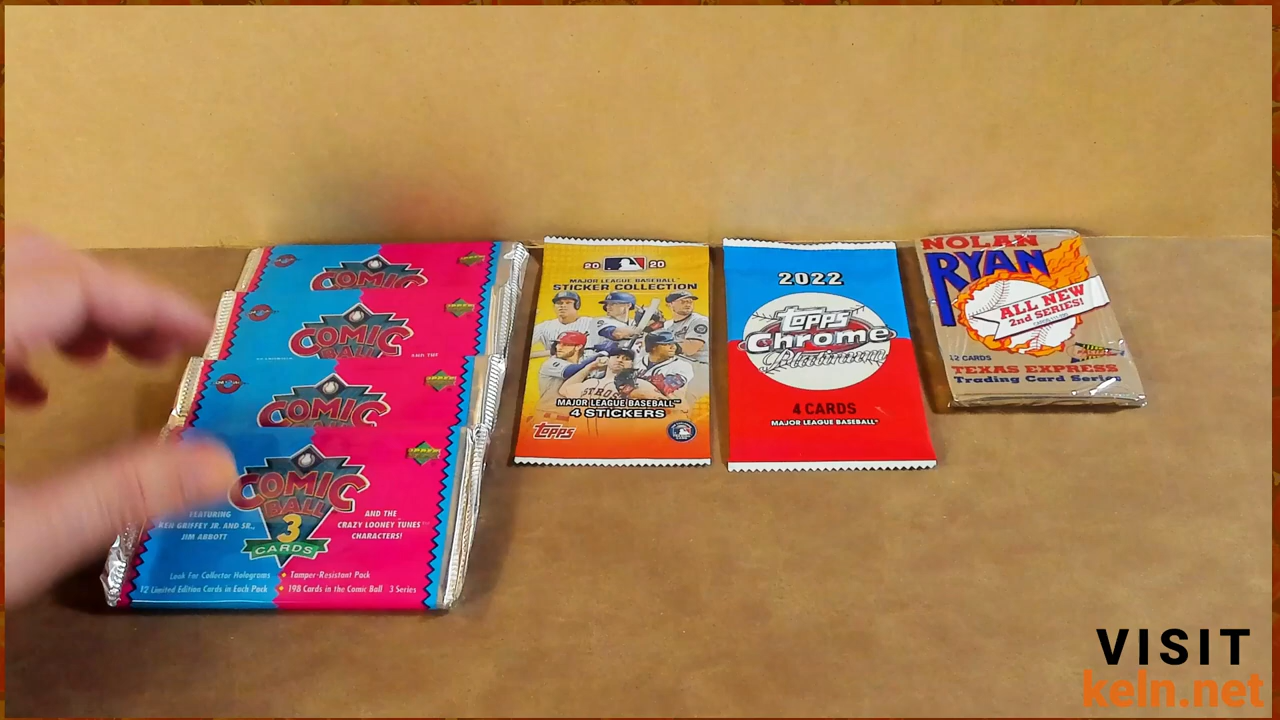 COMIC
COMIC
BALL
COMIC
COMIC
BALL
3
CARDS
FEATURING
KEN GRIFFEY JR. AND SR.,
JIM ABBOTT
AND THE
CRAZY LOONEY TUNES™
CHARACTERS!
Look For Collector Holograms • Tamper-Resistant Pack
12 Limited Edition Cards in Each Pack • 198 Cards in the Comic Ball 3 Series
20 20
MAJOR LEAGUE BASEBALL™
STICKER COLLECTION
MAJOR LEAGUE BASEBALL™
4 STICKERS
Topps
2022
Topps
Chrome
Platinum
4 CARDS
MAJOR LEAGUE BASEBALL®
NOLAN
RYAN
ALL NEW
2nd SERIES!
12 CARDS
TEXAS EXPRESS
Trading Card Series
VISIT
keln.net